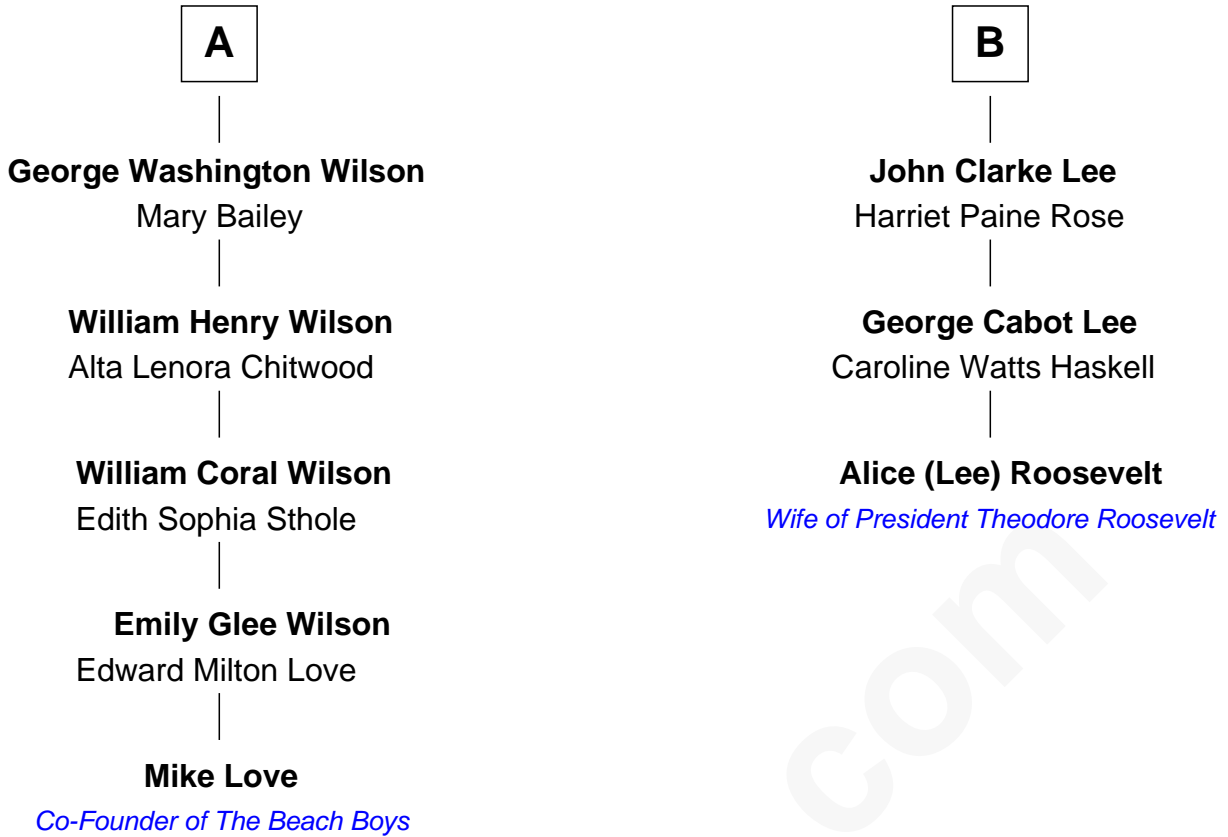 A
George Washington Wilson
Mary Bailey
William Henry Wilson
Alta Lenora Chitwood
William Coral Wilson
Edith Sophia Sthole
Emily Glee Wilson
Edward Milton Love
Mike Love
Co-Founder of The Beach Boys
B
John Clarke Lee
Harriet Paine Rose
George Cabot Lee
Caroline Watts Haskell
Alice (Lee) Roosevelt
Wife of President Theodore Roosevelt
com